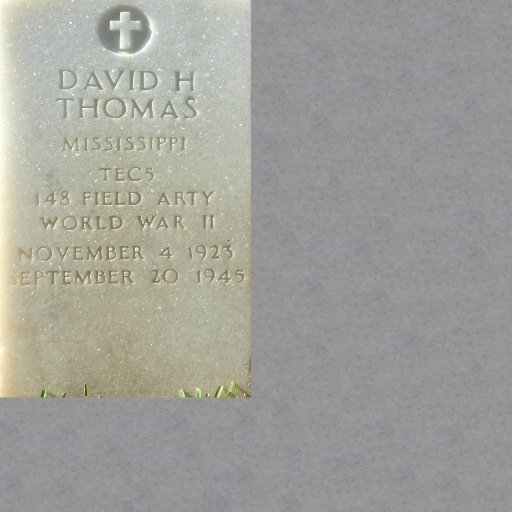 DAVID H
THOMAS
MISSISSIPPI
TEC5
148 FIELD ARTY
WORLD WAR II
NOVEMBER 4 1923
SEPTEMBER 20 1945